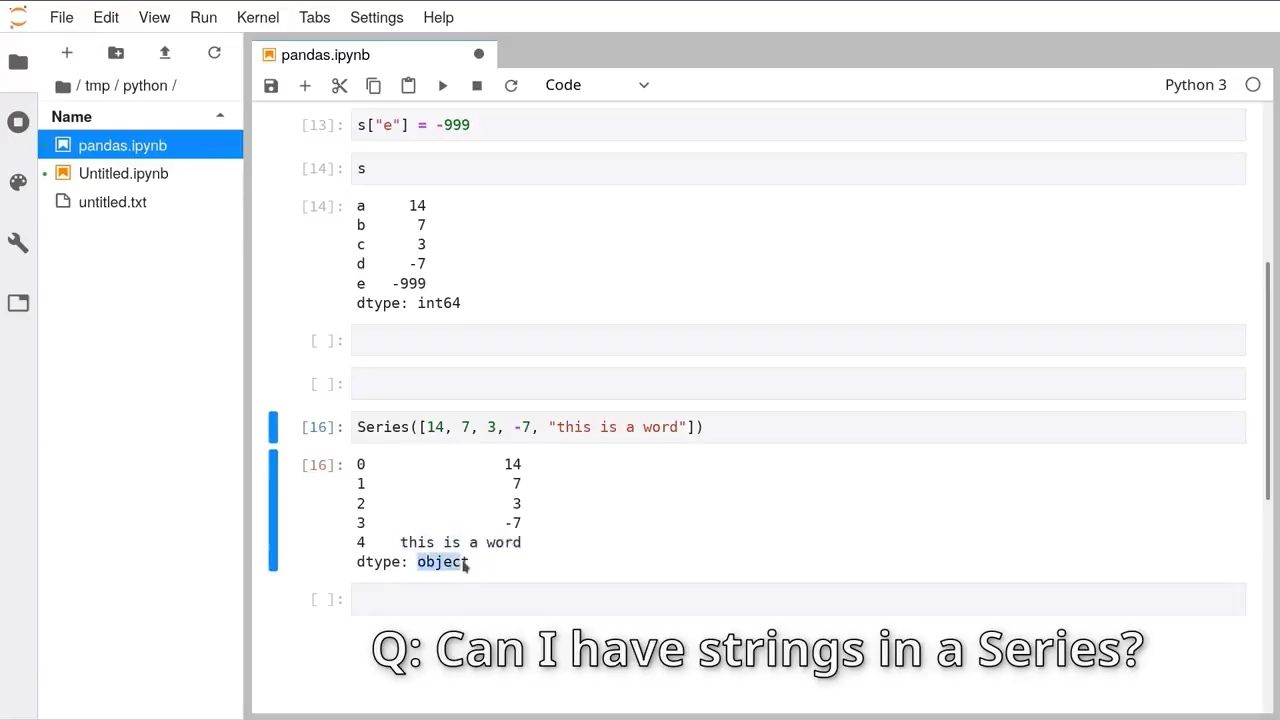 File Edit View Run Kernel Tabs Settings Help
pandas.ipynb
Code
Python 3
/ tmp / python /
Name
pandas.ipynb
Untitled.ipynb
untitled.txt
[13]: s["e"] = -999
[14]: s
[14]: a 14
b 7
c 3
d -7
e -999
dtype: int64
[ ]:
[ ]:
[16]: Series([14, 7, 3, -7, "this is a word"])
[16]: 0 14
1 7
2 3
3 -7
4 this is a word
dtype: object
[ ]:
Q: Can I have strings in a Series?